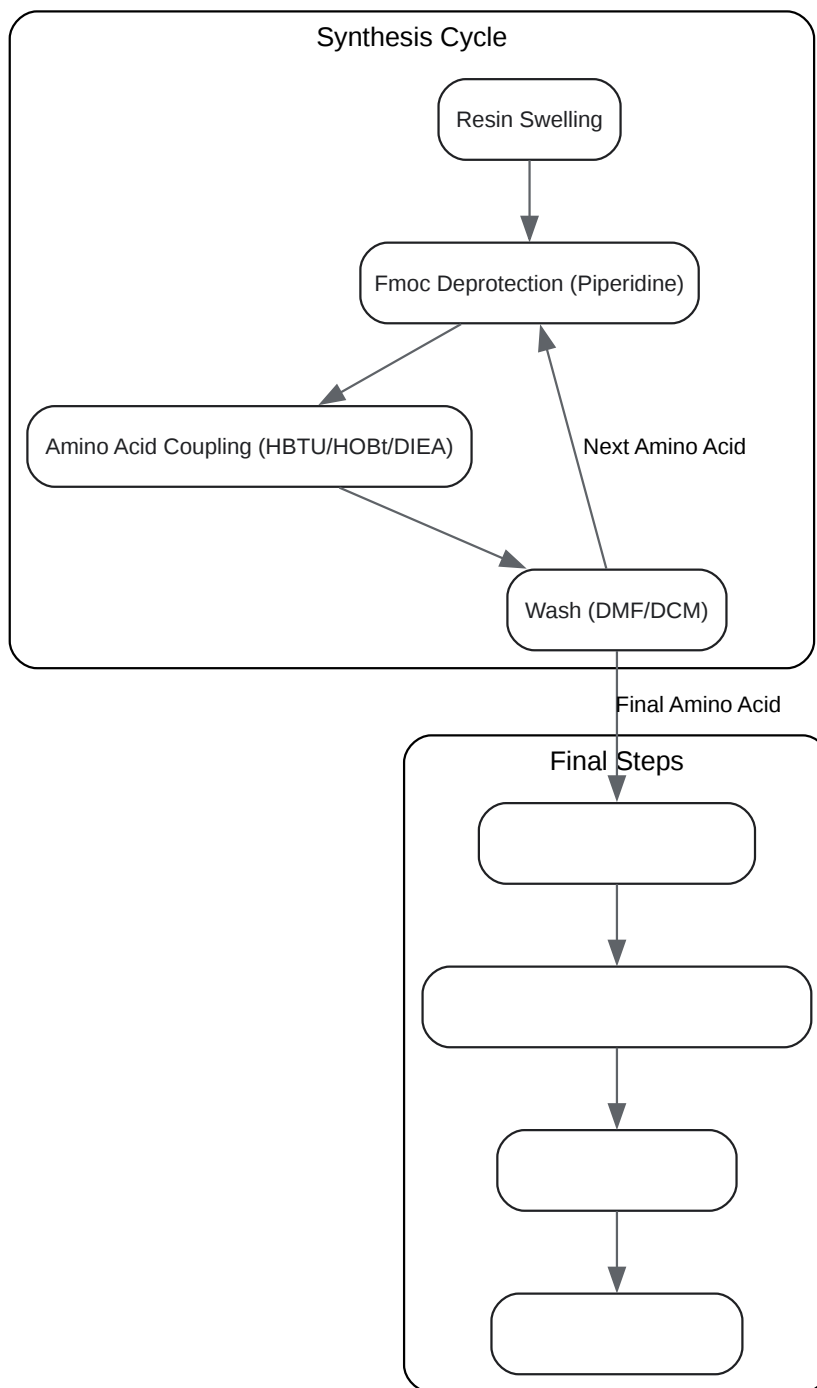 Synthesis Cycle
Resin Swelling
Fmoc Deprotection (Piperidine)
Amino Acid Coupling (HBTU/HOBt/DIEA)
Next Amino Acid
Wash (DMF/DCM)
Final Amino Acid
Final Steps